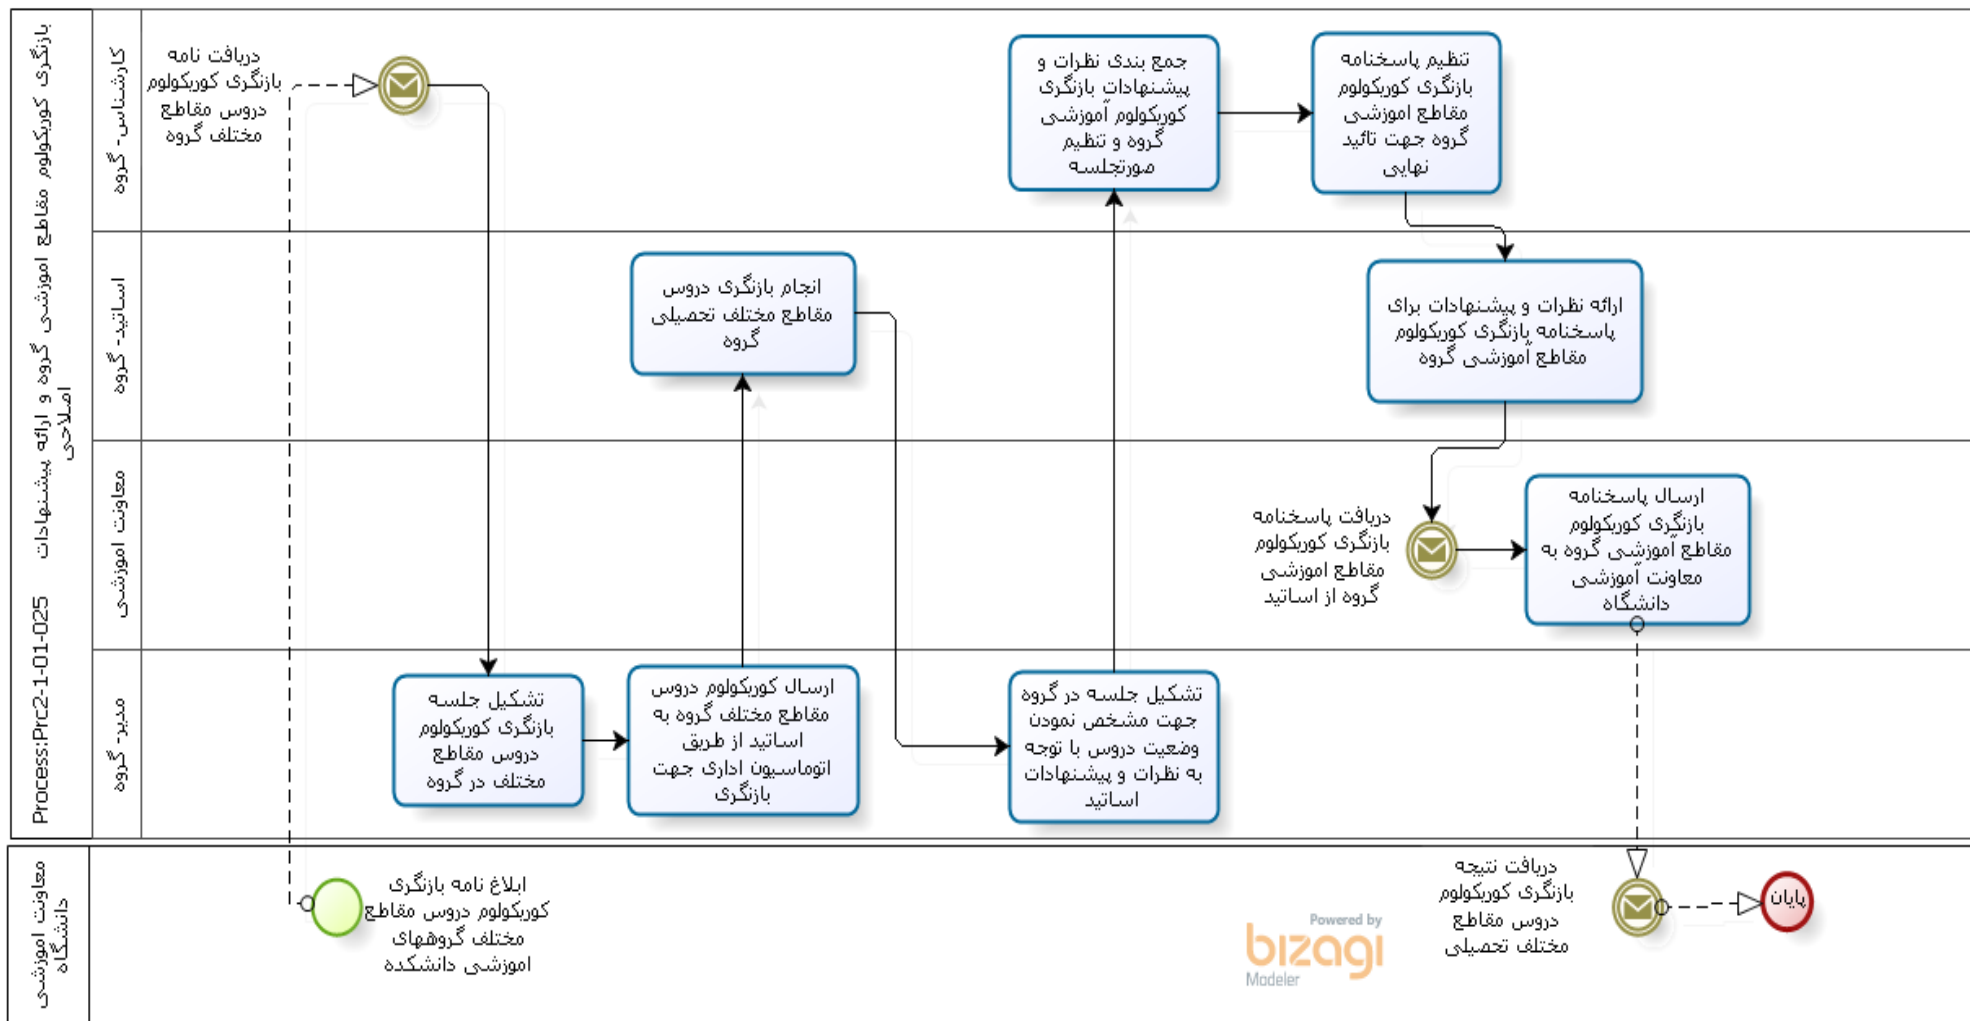 بازنگری کوریکولوم مقاطع اموزشی گروه و ارائه پیشنهادات
اصلاحی
Process:Prc2-1-01-025
کارشناس- گروه
دریافت نامه
بازنگری کوریکولوم
دروس مقاطع
مختلف گروه
جمع بندی نظرات و
پیشنهادات بازنگری
کوریکولوم آموزشی
گروه و تنظیم
صورتجلسه
تنظیم پاسخنامه
بازنگری کوریکولوم
مقاطع اموزشی
گروه جهت تائید
نهایی
اساتید- گروه
انجام بازنگری دروس
مقاطع مختلف تحصیلی
گروه
ارائه نظرات و پیشنهادات برای
پاسخنامه بازنگری کوریکولوم
مقاطع آموزشی گروه
معاونت اموزشی
دریافت پاسخنامه
بازنگری کوریکولوم
مقاطع اموزشی
گروه از اساتید
ارسال پاسخنامه
بازنگری کوریکولوم
مقاطع آموزشی گروه به
معاونت آموزشی
دانشگاه
مدیر- گروه
تشکیل جلسه
بازنگری کوریکولوم
دروس مقاطع
مختلف در گروه
ارسال کوریکولوم دروس
مقاطع مختلف گروه به
اساتید از طریق
اتوماسیون اداری جهت
بازنگری
تشکیل جلسه در گروه
جهت مشخص نمودن
وضعیت دروس با توجه
به نظرات و پیشنهادات
اساتید
معاونت اموزشی
دانشگاه
ابلاغ نامه بازنگری
کوریکولوم دروس مقاطع
مختلف گروههای
اموزشی دانشکده
دریافت نتیجه
بازنگری کوریکولوم
دروس مقاطع
مختلف تحصیلی
پایان
Powered by
bizagi
Modeler